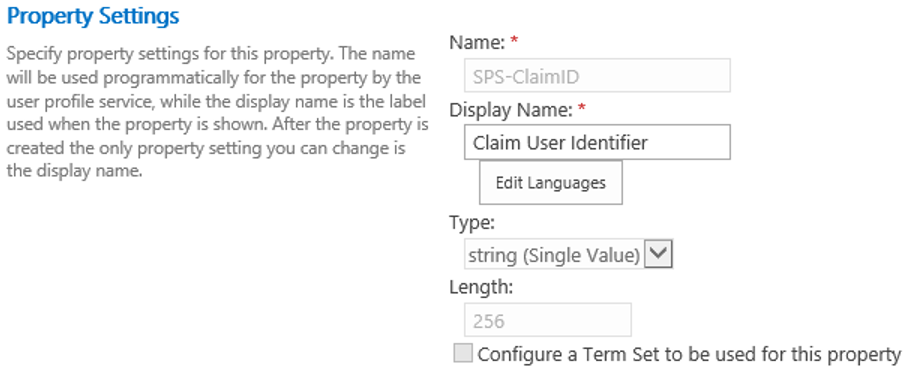 Property Settings
Specify property settings for this property. The name
will be used programmatically for the property by the
user profile service, while the display name is the label
used when the property is shown. After the property is
created the only property setting you can change is
the display name.
Name: *
SPS-ClaimID
Display Name: *
Claim User Identifier
Edit Languages
Type:
string (Single Value)
Length:
256
Configure a Term Set to be used for this property